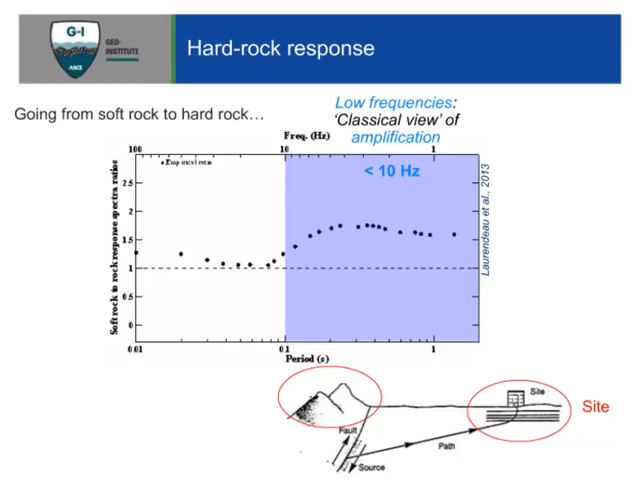 G-I
GEO-
INSTITUTE
ASCE
Hard-rock response
Going from soft rock to hard rock…
Low frequencies:
‘Classical view’ of
amplification
Freq. (Hz)
100 10 1
Empirical ratio
< 10 Hz
Laurendeau et al., 2013
Soft rock to rock response spectra ratios
2.5
2
1.5
1
0.5
0
0.01 0.1 1
Period (s)
Site
Site
Fault
Path
Source